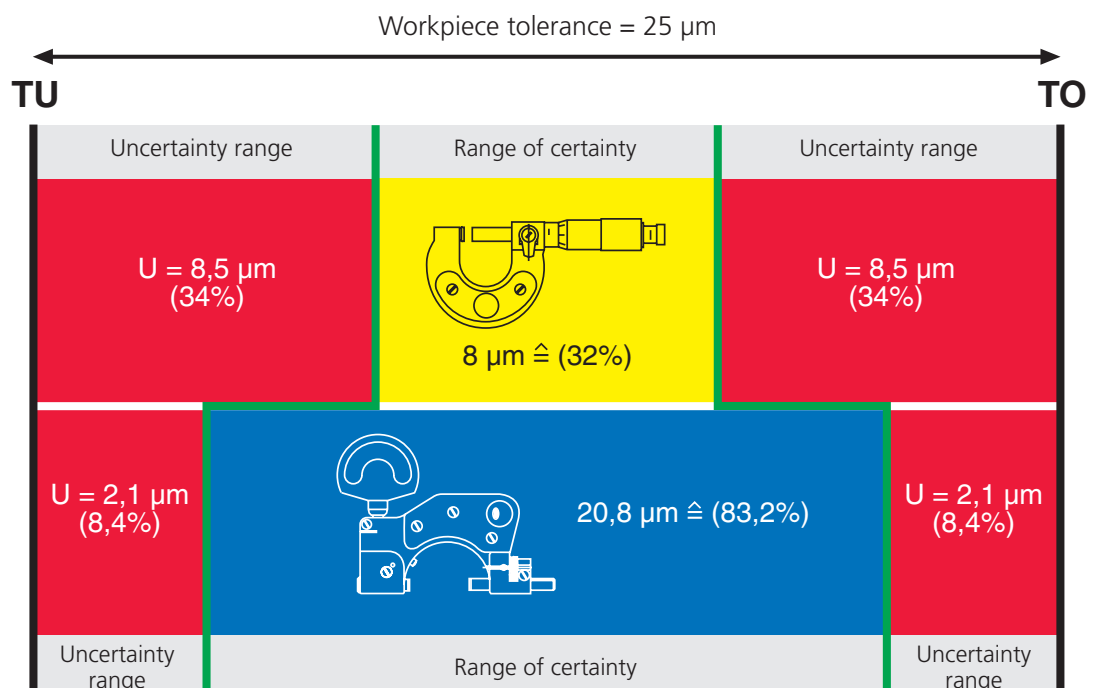 Workpiece tolerance = 25 µm
TU
TO
Uncertainty range
Range of certainty
Uncertainty range
U = 8,5 µm
(34%)
8 µm ≙ (32%)
U = 8,5 µm
(34%)
U = 2,1 µm
(8,4%)
20,8 µm ≙ (83,2%)
U = 2,1 µm
(8,4%)
Uncertainty
range
Range of certainty
Uncertainty
range